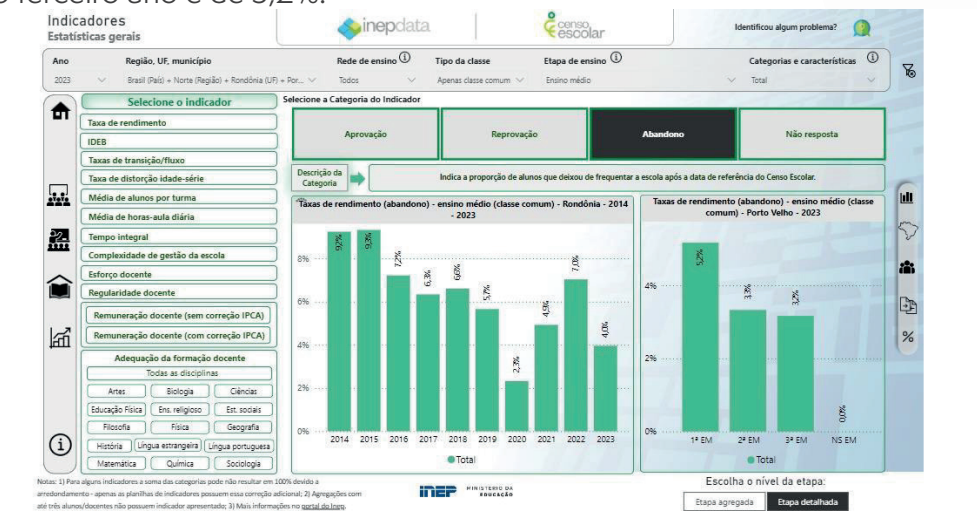 Indicadores
Estatísticas gerais
inepdata
censo escolar
Identificou algum problema?
Ano
Região, UF, município
Rede de ensino
Tipo da classe
Etapa de ensino
Categorias e características
2023
Brasil (País) + Norte (Região) + Rondônia (UF) + Por...
Todos
Apenas classe comum
Ensino médio
Total
Selecione o indicador
Taxa de rendimento
IDEB
Taxas de transição/fluxo
Taxa de distorção idade-série
Média de alunos por turma
Média de horas-aula diária
Tempo integral
Complexidade de gestão da escola
Esforço docente
Regularidade docente
Remuneração docente (sem correção IPCA)
Remuneração docente (com correção IPCA)
Adequação da formação docente
Todas as disciplinas
Artes
Biologia
Ciências
Educação Física
Ens. religioso
Est. sociais
Filosofia
Física
Geografia
História
Língua estrangeira
Língua portuguesa
Matemática
Química
Sociologia
Selecione a Categoria do Indicador
Aprovação
Reprovação
Abandono
Não resposta
Descrição da
Categoria
Indica a proporção de alunos que deixou de frequentar a escola após a data de referência do Censo Escolar.
Taxas de rendimento (abandono) - ensino médio (classe comum) - Rondônia - 2014
- 2023
8%
6%
4%
2%
0%
9,2%
9,3%
7,2%
6,3%
6,6%
5,7%
2,3%
4,9%
7,0%
4,0%
2014 2015 2016 2017 2018 2019 2020 2021 2022 2023
Total
Taxas de rendimento (abandono) - ensino médio (classe
comum) - Porto Velho - 2023
4%
2%
0%
5,2%
3,3%
3,2%
0,0%
1ª EM 2ª EM 3ª EM NS EM
Total
Notas: 1) Para alguns indicadores a soma das categorias pode não resultar em 100% devido a
arredondamento - apenas as planilhas de indicadores possuem essa correção adicional; 2) Agregações com
até três alunos/docentes não possuem indicador apresentado; 3) Mais informações no portal do Inep.
inep
MINISTÉRIO DA
EDUCAÇÃO
Escolha o nível da etapa:
Etapa agregada
Etapa detalhada